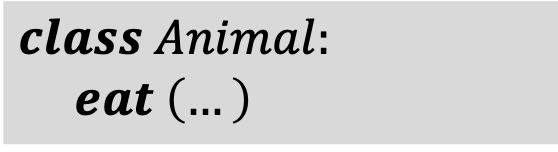 class Animal:
eat (…)